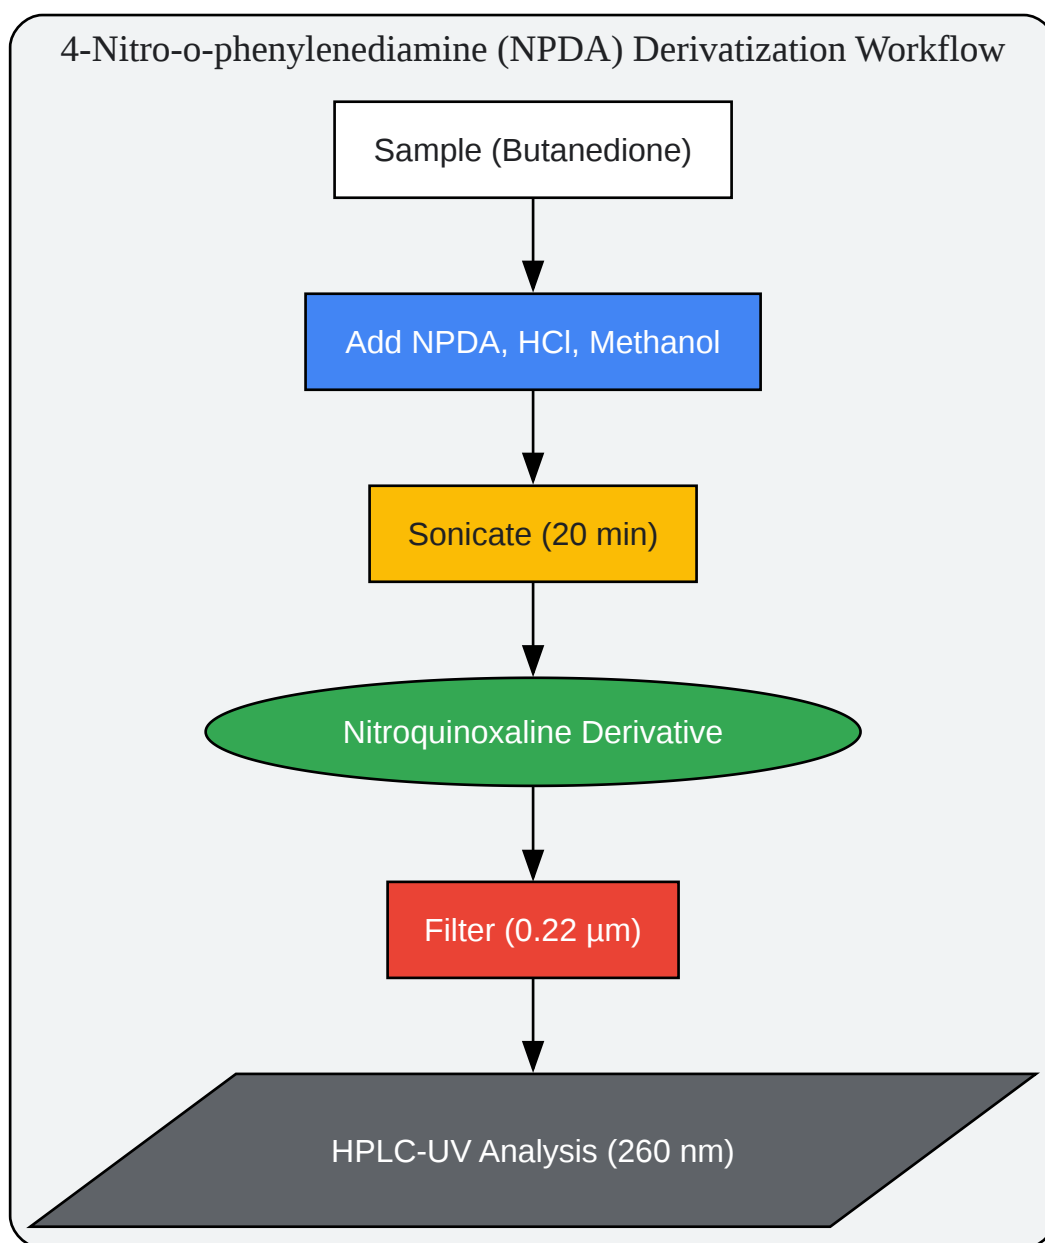 4-Nitro-o-phenylenediamine (NPDA) Derivatization Workflow
Sample (Butanedione)
Add NPDA, HCl, Methanol
Sonicate (20 min)
Nitroquinoxaline Derivative
Filter (0.22 µm)
HPLC-UV Analysis (260 nm)